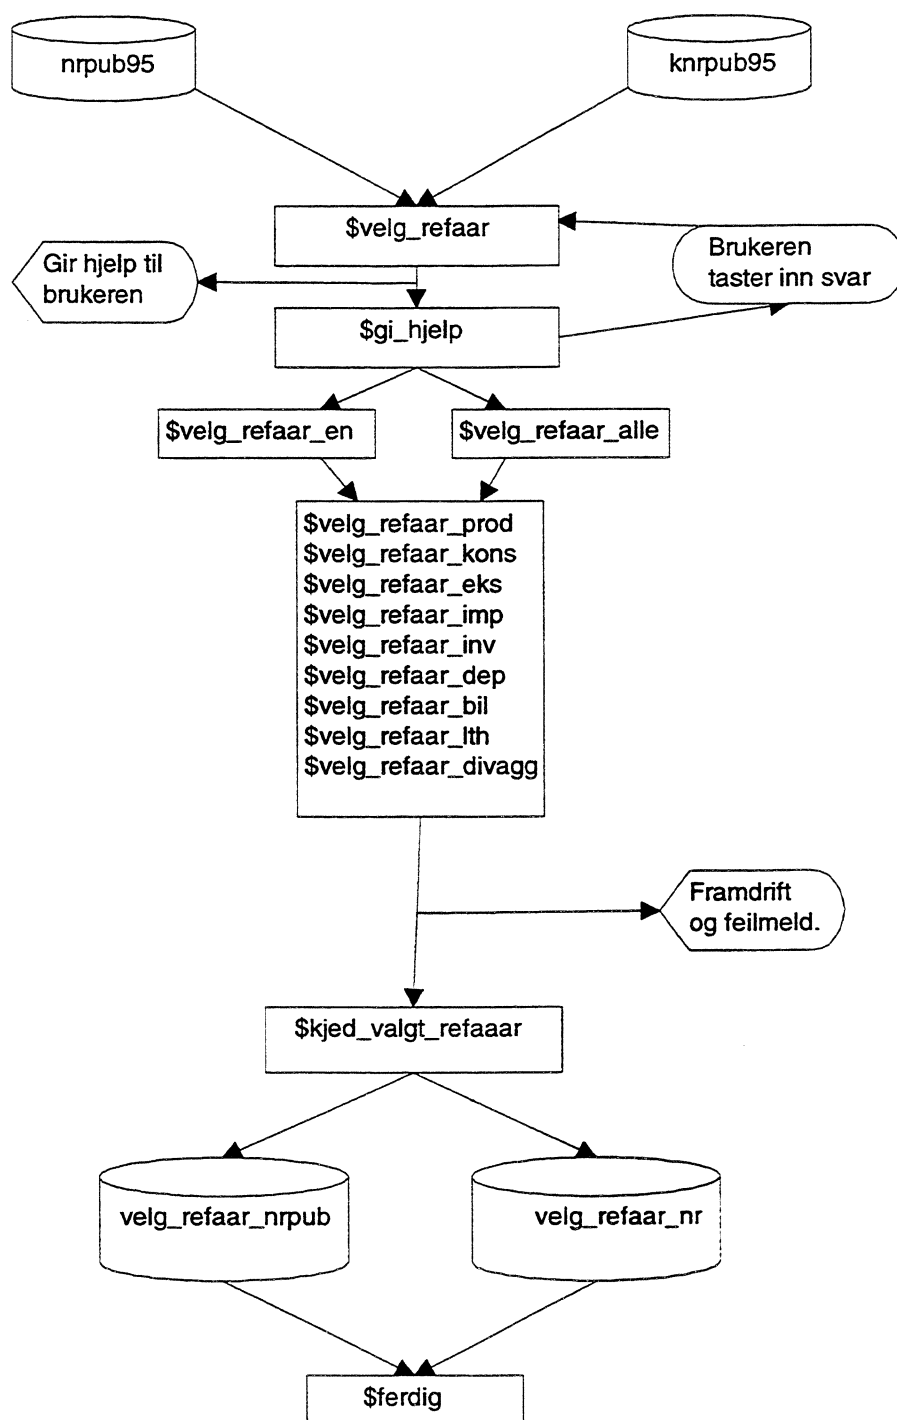 nrpub95
knrpub95
$velg_refaar
Gir hjelp til
brukeren
Brukeren
taster inn svar
$gi_hjelp
$velg_refaar_en
$velg_refaar_alle
$velg_refaar_prod
$velg_refaar_kons
$velg_refaar_eks
$velg_refaar_imp
$velg_refaar_inv
$velg_refaar_dep
$velg_refaar_bil
$velg_refaar_lth
$velg_refaar_divagg
Framdrift
og feilmeld.
$kjed_valgt_refaaar
velg_refaar_nrpub
velg_refaar_nr
$ferdig